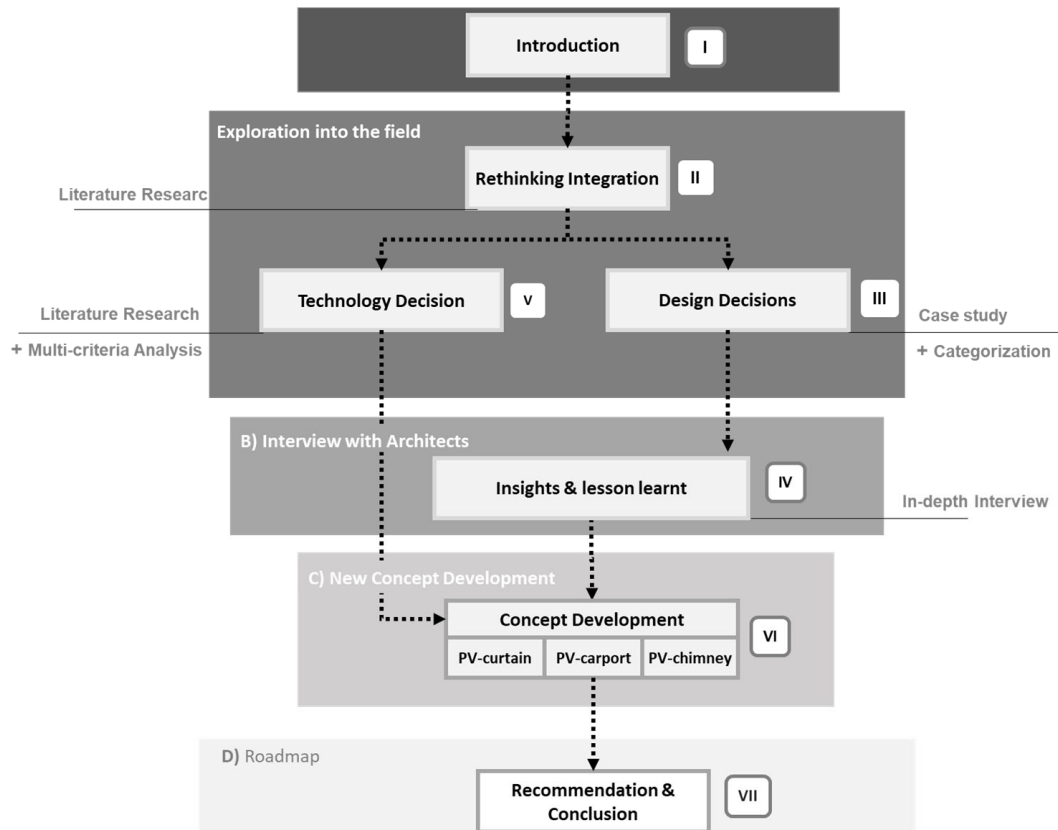 Introduction
I
Exploration into the field
Rethinking Integration
II
Literature Researc
Technology Decision
V
Design Decisions
III
Literature Research
+ Multi-criteria Analysis
Case study
+ Categorization
B) Interview with Architects
Insights & lesson learnt
IV
In-depth Interview
C) New Concept Development
Concept Development
VI
PV-curtain
PV-carport
PV-chimney
D) Roadmap
Recommendation &
Conclusion
VII